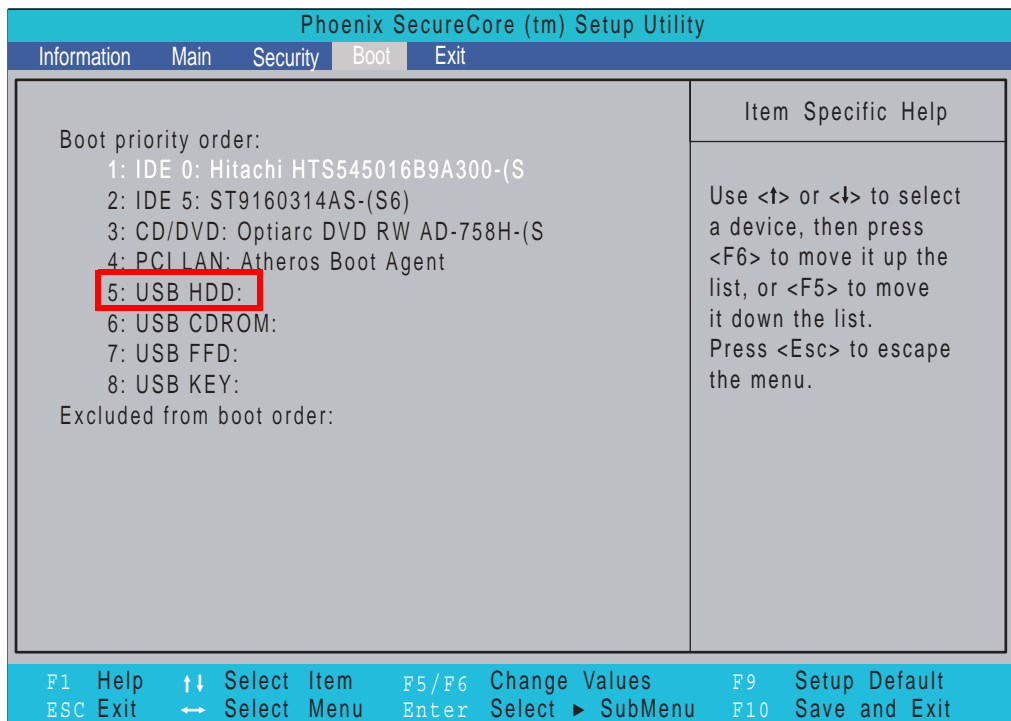 Phoenix SecureCore (tm) Setup Utility
Information Main Security Boot Exit
Boot priority order:
1: IDE 0: Hitachi HTS545016B9A300-(S
2: IDE 5: ST9160314AS-(S6)
3: CD/DVD: Optiarc DVD RW AD-758H-(S
4: PCI LAN: Atheros Boot Agent
5: USB HDD:
6: USB CDROM:
7: USB FFD:
8: USB KEY:
Excluded from boot order:
Item Specific Help
Use <↑> or <↓> to select
a device, then press
<F6> to move it up the
list, or <F5> to move
it down the list.
Press <Esc> to escape
the menu.
F1 Help ↑↓ Select Item F5/F6 Change Values F9 Setup Default
ESC Exit ↔ Select Menu Enter Select ► SubMenu F10 Save and Exit